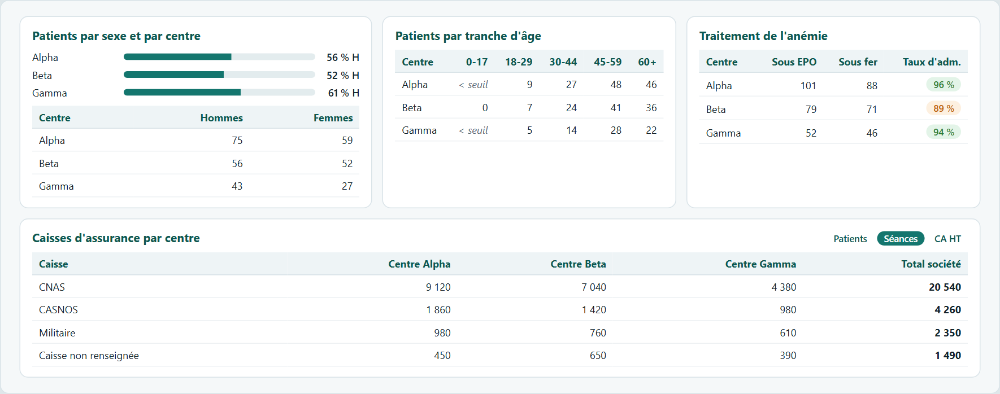 Patients par sexe et par centre
Alpha 56 % H
Beta 52 % H
Gamma 61 % H
Centre Hommes Femmes
Alpha 75 59
Beta 56 52
Gamma 43 27
Patients par tranche d'âge
Centre 0-17 18-29 30-44 45-59 60+
Alpha < seuil 9 27 48 46
Beta 0 7 24 41 36
Gamma < seuil 5 14 28 22
Traitement de l'anémie
Centre Sous EPO Sous fer Taux d'adm.
Alpha 101 88 96 %
Beta 79 71 89 %
Gamma 52 46 94 %
Caisses d'assurance par centre Patients Séances CA HT
Caisse Centre Alpha Centre Beta Centre Gamma Total société
CNAS 9 120 7 040 4 380 20 540
CASNOS 1 860 1 420 980 4 260
Militaire 980 760 610 2 350
Caisse non renseignée 450 650 390 1 490